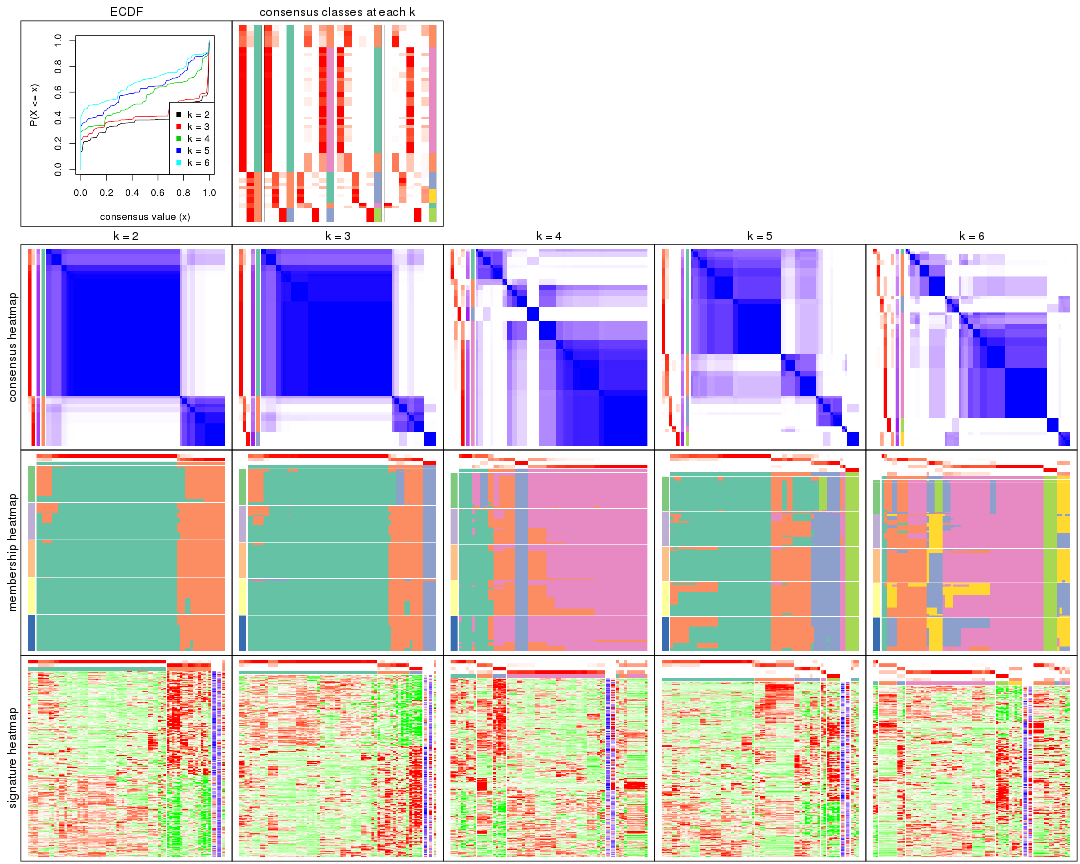 ECDF
consensus classes at each k
P(X <= x)
1.0
0.8
0.6
0.4
0.2
0.0
k = 2
k = 3
k = 4
k = 5
k = 6
0.0 0.2 0.4 0.6 0.8 1.0
consensus value (x)
k = 2
k = 3
k = 4
k = 5
k = 6
consensus heatmap
membership heatmap
signature heatmap